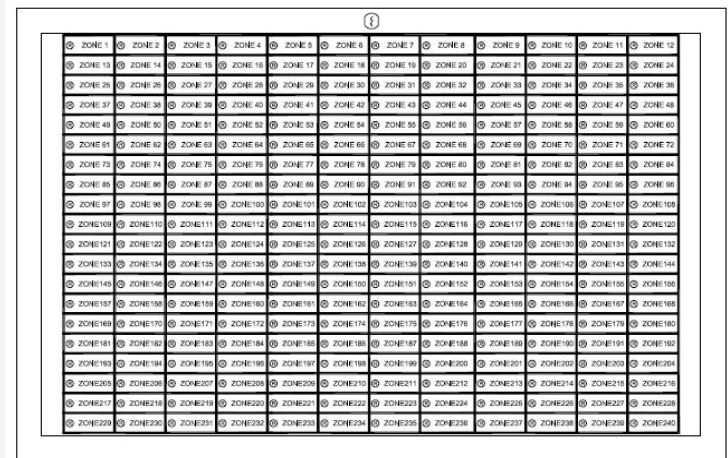 ZONE 1 ZONE 2 ZONE 3 ZONE 4 ZONE 5 ZONE 6 ZONE 7 ZONE 8 ZONE 9 ZONE 10 ZONE 11 ZONE 12
ZONE 13 ZONE 14 ZONE 15 ZONE 16 ZONE 17 ZONE 18 ZONE 19 ZONE 20 ZONE 21 ZONE 22 ZONE 23 ZONE 24
ZONE 25 ZONE 26 ZONE 27 ZONE 28 ZONE 29 ZONE 30 ZONE 31 ZONE 32 ZONE 33 ZONE 34 ZONE 35 ZONE 36
ZONE 37 ZONE 38 ZONE 39 ZONE 40 ZONE 41 ZONE 42 ZONE 43 ZONE 44 ZONE 45 ZONE 46 ZONE 47 ZONE 48
ZONE 49 ZONE 50 ZONE 51 ZONE 52 ZONE 53 ZONE 54 ZONE 55 ZONE 56 ZONE 57 ZONE 58 ZONE 59 ZONE 60
ZONE 61 ZONE 62 ZONE 63 ZONE 64 ZONE 65 ZONE 66 ZONE 67 ZONE 68 ZONE 69 ZONE 70 ZONE 71 ZONE 72
ZONE 73 ZONE 74 ZONE 75 ZONE 76 ZONE 77 ZONE 78 ZONE 79 ZONE 80 ZONE 81 ZONE 82 ZONE 83 ZONE 84
ZONE 85 ZONE 86 ZONE 87 ZONE 88 ZONE 89 ZONE 90 ZONE 91 ZONE 92 ZONE 93 ZONE 94 ZONE 95 ZONE 96
ZONE 97 ZONE 98 ZONE 99 ZONE100 ZONE101 ZONE102 ZONE103 ZONE104 ZONE105 ZONE106 ZONE107 ZONE108
ZONE109 ZONE110 ZONE111 ZONE112 ZONE113 ZONE114 ZONE115 ZONE116 ZONE117 ZONE118 ZONE119 ZONE120
ZONE121 ZONE122 ZONE123 ZONE124 ZONE125 ZONE126 ZONE127 ZONE128 ZONE129 ZONE130 ZONE131 ZONE132
ZONE133 ZONE134 ZONE135 ZONE136 ZONE137 ZONE138 ZONE139 ZONE140 ZONE141 ZONE142 ZONE143 ZONE144
ZONE145 ZONE146 ZONE147 ZONE148 ZONE149 ZONE150 ZONE151 ZONE152 ZONE153 ZONE154 ZONE155 ZONE156
ZONE157 ZONE158 ZONE159 ZONE160 ZONE161 ZONE162 ZONE163 ZONE164 ZONE165 ZONE166 ZONE167 ZONE168
ZONE169 ZONE170 ZONE171 ZONE172 ZONE173 ZONE174 ZONE175 ZONE176 ZONE177 ZONE178 ZONE179 ZONE180
ZONE181 ZONE182 ZONE183 ZONE184 ZONE185 ZONE186 ZONE187 ZONE188 ZONE189 ZONE190 ZONE191 ZONE192
ZONE193 ZONE194 ZONE195 ZONE196 ZONE197 ZONE198 ZONE199 ZONE200 ZONE201 ZONE202 ZONE203 ZONE204
ZONE205 ZONE206 ZONE207 ZONE208 ZONE209 ZONE210 ZONE211 ZONE212 ZONE213 ZONE214 ZONE215 ZONE216
ZONE217 ZONE218 ZONE219 ZONE220 ZONE221 ZONE222 ZONE223 ZONE224 ZONE225 ZONE226 ZONE227 ZONE228
ZONE229 ZONE230 ZONE231 ZONE232 ZONE233 ZONE234 ZONE235 ZONE236 ZONE237 ZONE238 ZONE239 ZONE240